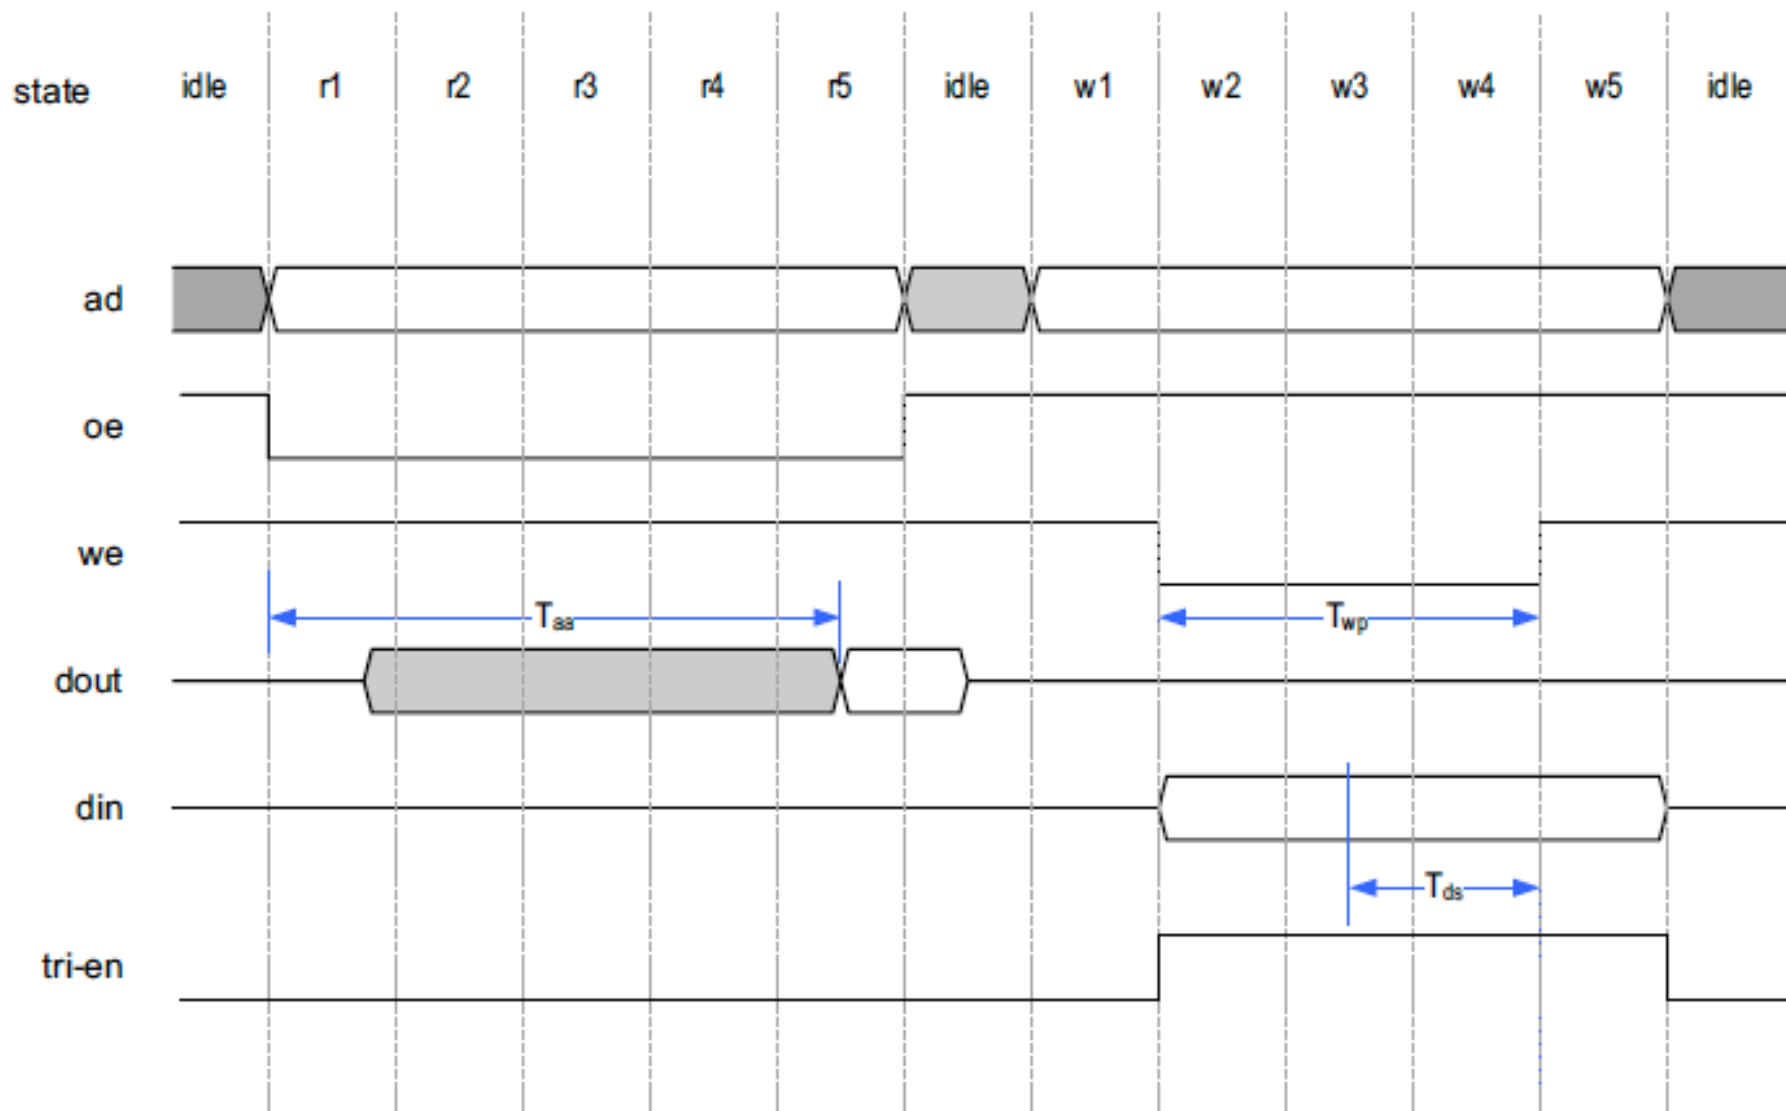 state idle r1 r2 r3 r4 r5 idle w1 w2 w3 w4 w5 idle
ad
oe
we
Taa Twp
dout
din
Tds
tri-en